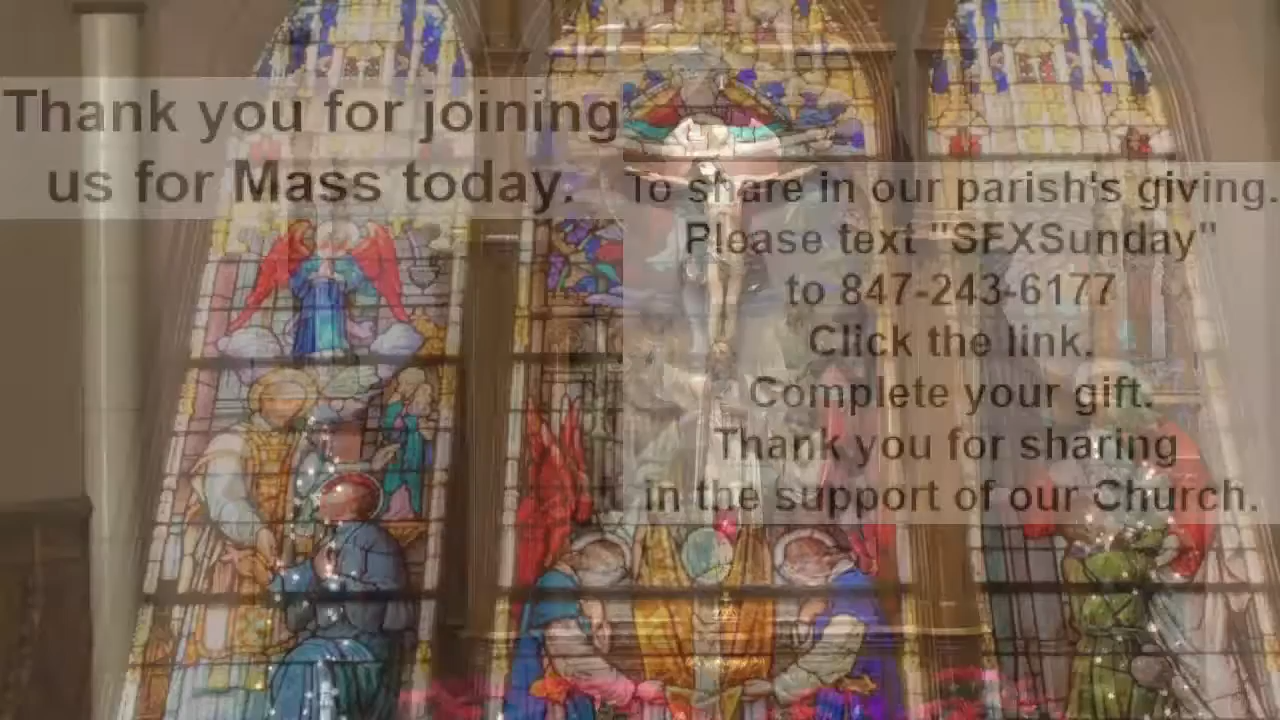 Thank you for joining
us for Mass today.
To share in our parish's giving.
Please text "SFXSunday"
to 847-243-6177
Click the link.
Complete your gift.
Thank you for sharing
in the support of our Church.